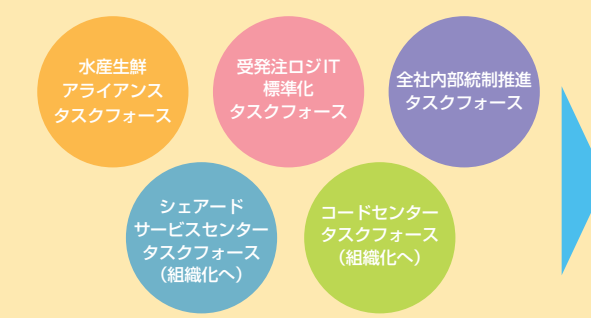 水産生鮮
アライアンス
タスクフォース
受発注ロジIT
標準化
タスクフォース
全社内部統制推進
タスクフォース
シェアード
サービスセンター
タスクフォース
（組織化へ）
コードセンター
タスクフォース
（組織化へ）